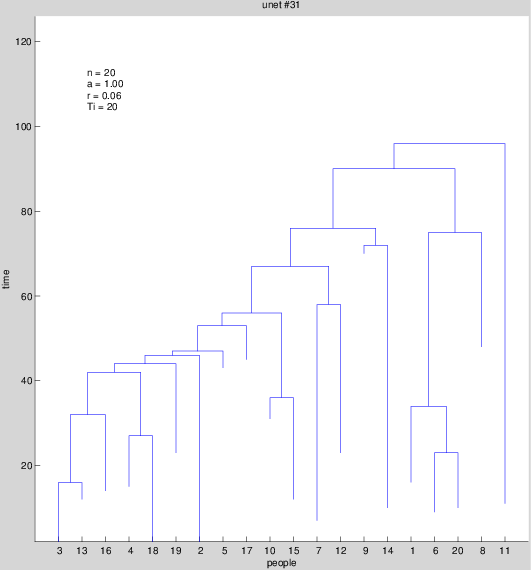 unet #31
120
n = 20
a = 1.00
r = 0.06
Ti = 20
100
80
time
60
40
20
3 13 16 4 18 19 2 5 17 10 15 7 12 9 14 1 6 20 8 11
people